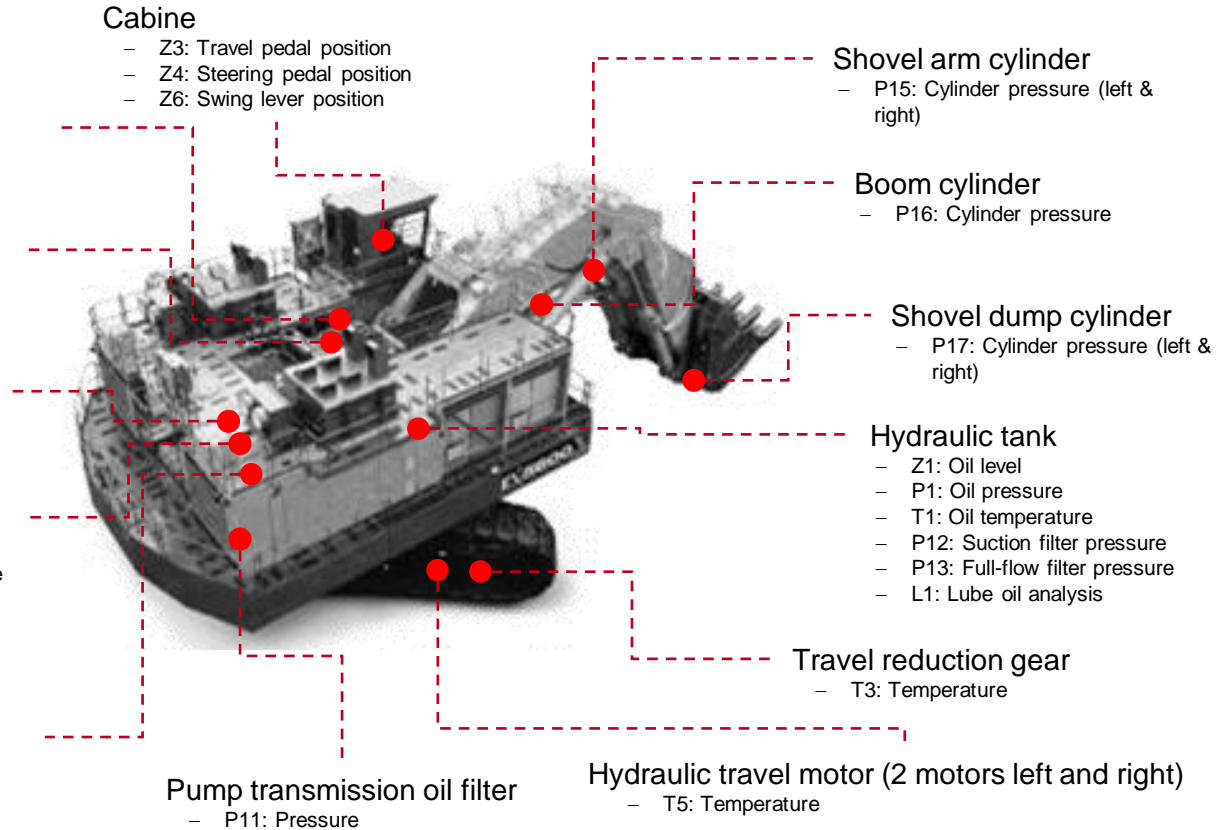 Cabine
– Z3: Travel pedal position
– Z4: Steering pedal position
– Z6: Swing lever position
Shovel arm cylinder
– P15: Cylinder pressure (left &
right)
Boom cylinder
– P16: Cylinder pressure
Shovel dump cylinder
– P17: Cylinder pressure (left &
right)
Hydraulic tank
– Z1: Oil level
– P1: Oil pressure
– T1: Oil temperature
– P12: Suction filter pressure
– P13: Full-flow filter pressure
– L1: Lube oil analysis
Travel reduction gear
– T3: Temperature
Hydraulic travel motor (2 motors left and right)
– T5: Temperature
Pump transmission oil filter
– P11: Pressure